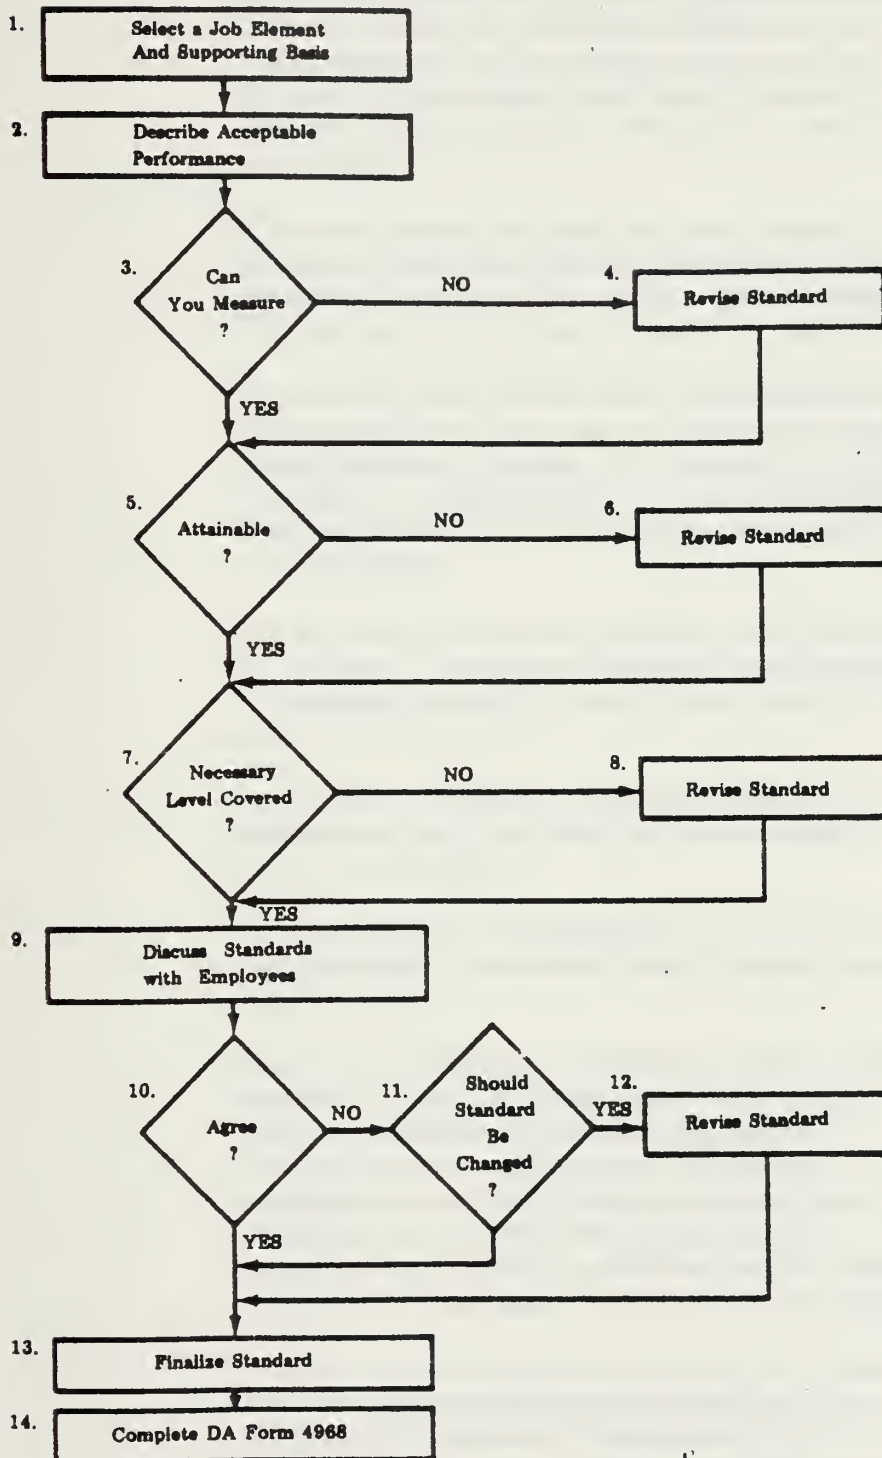 1.
Select a Job Element
And Supporting Basis
2.
Describe Acceptable
Performance
3.
Can
You Measure
?
NO
4.
Revise Standard
YES
5.
Attainable
?
NO
6.
Revise Standard
YES
7.
Necessary
Level Covered
?
NO
8.
Revise Standard
YES
9.
Discuss Standards
with Employees
10.
Agree
?
NO
11.
Should
Standard
Be
Changed
?
YES
12.
Revise Standard
YES
13.
Finalize Standard
14.
Complete DA Form 4968